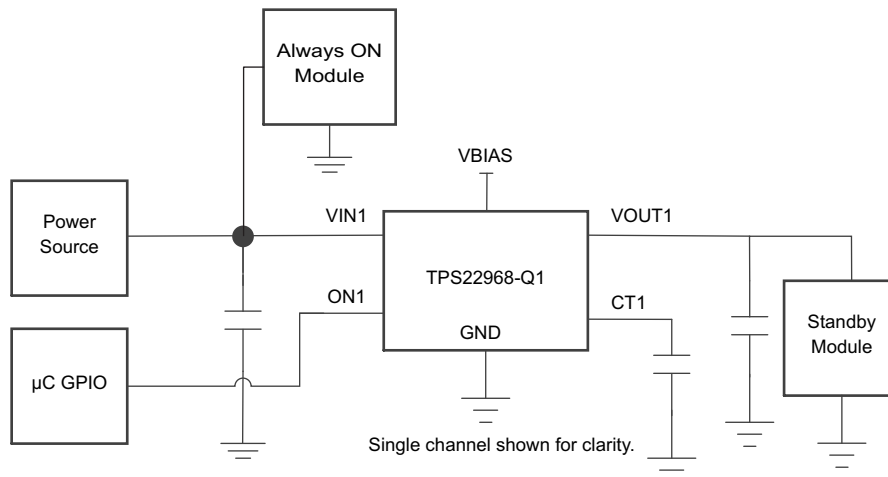 Always ON
Module
VBIAS
Power
Source
VIN1
VOUT1
TPS22968-Q1
ON1
CT1
GND
Standby
Module
µC GPIO
Single channel shown for clarity.